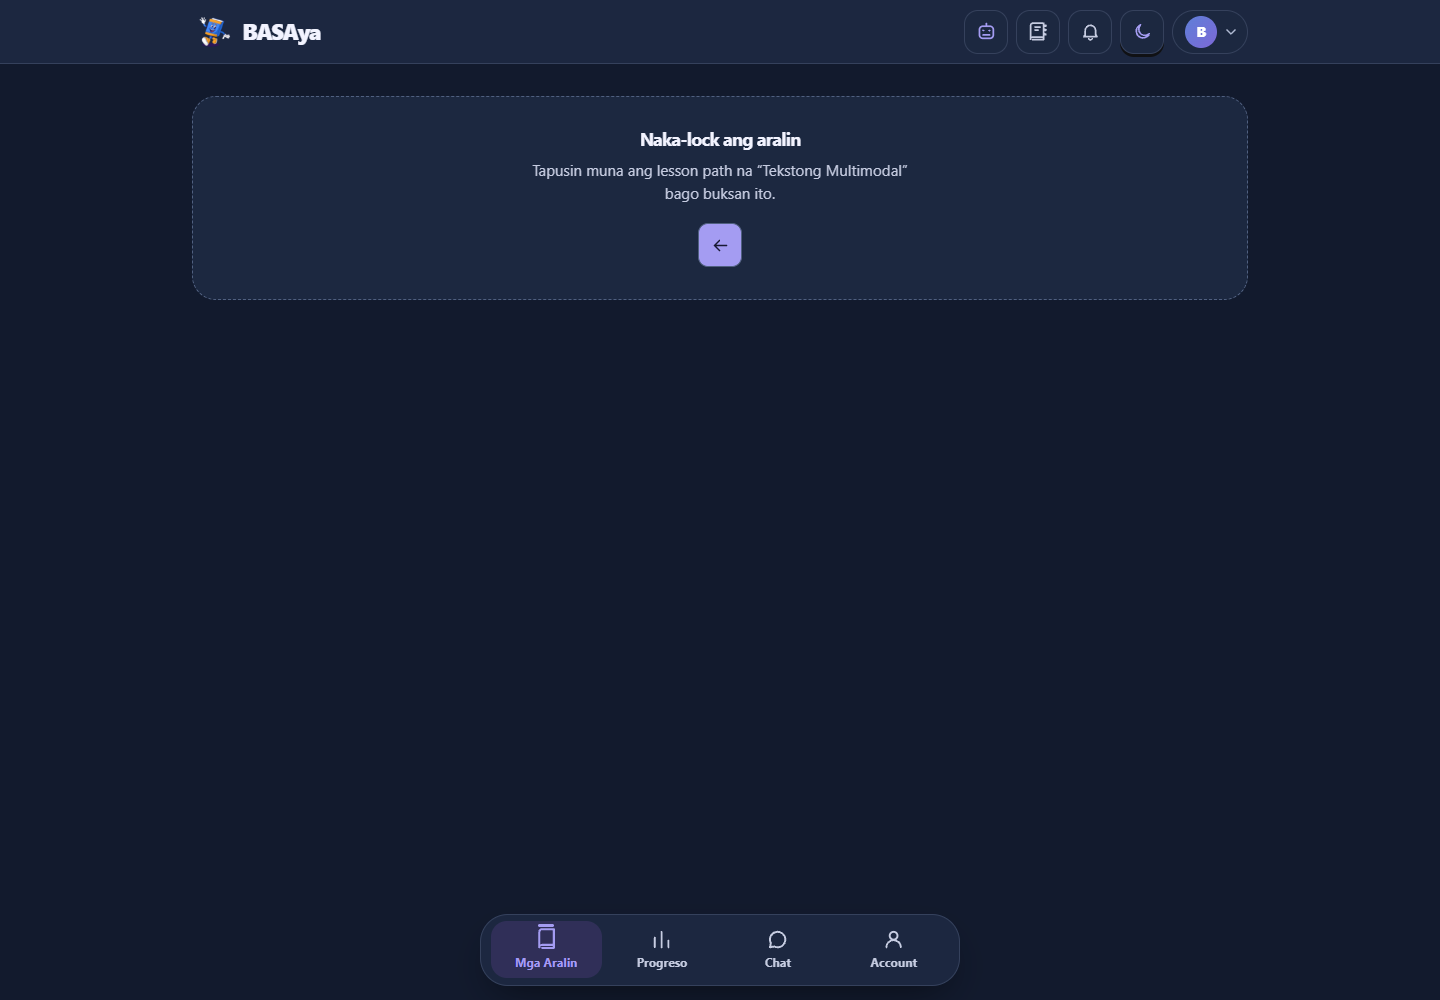 BASAya
B
Naka-lock ang aralin
Tapusin muna ang lesson path na “Tekstong Multimodal”
bago buksan ito.
Mga Aralin
Progreso
Chat
Account